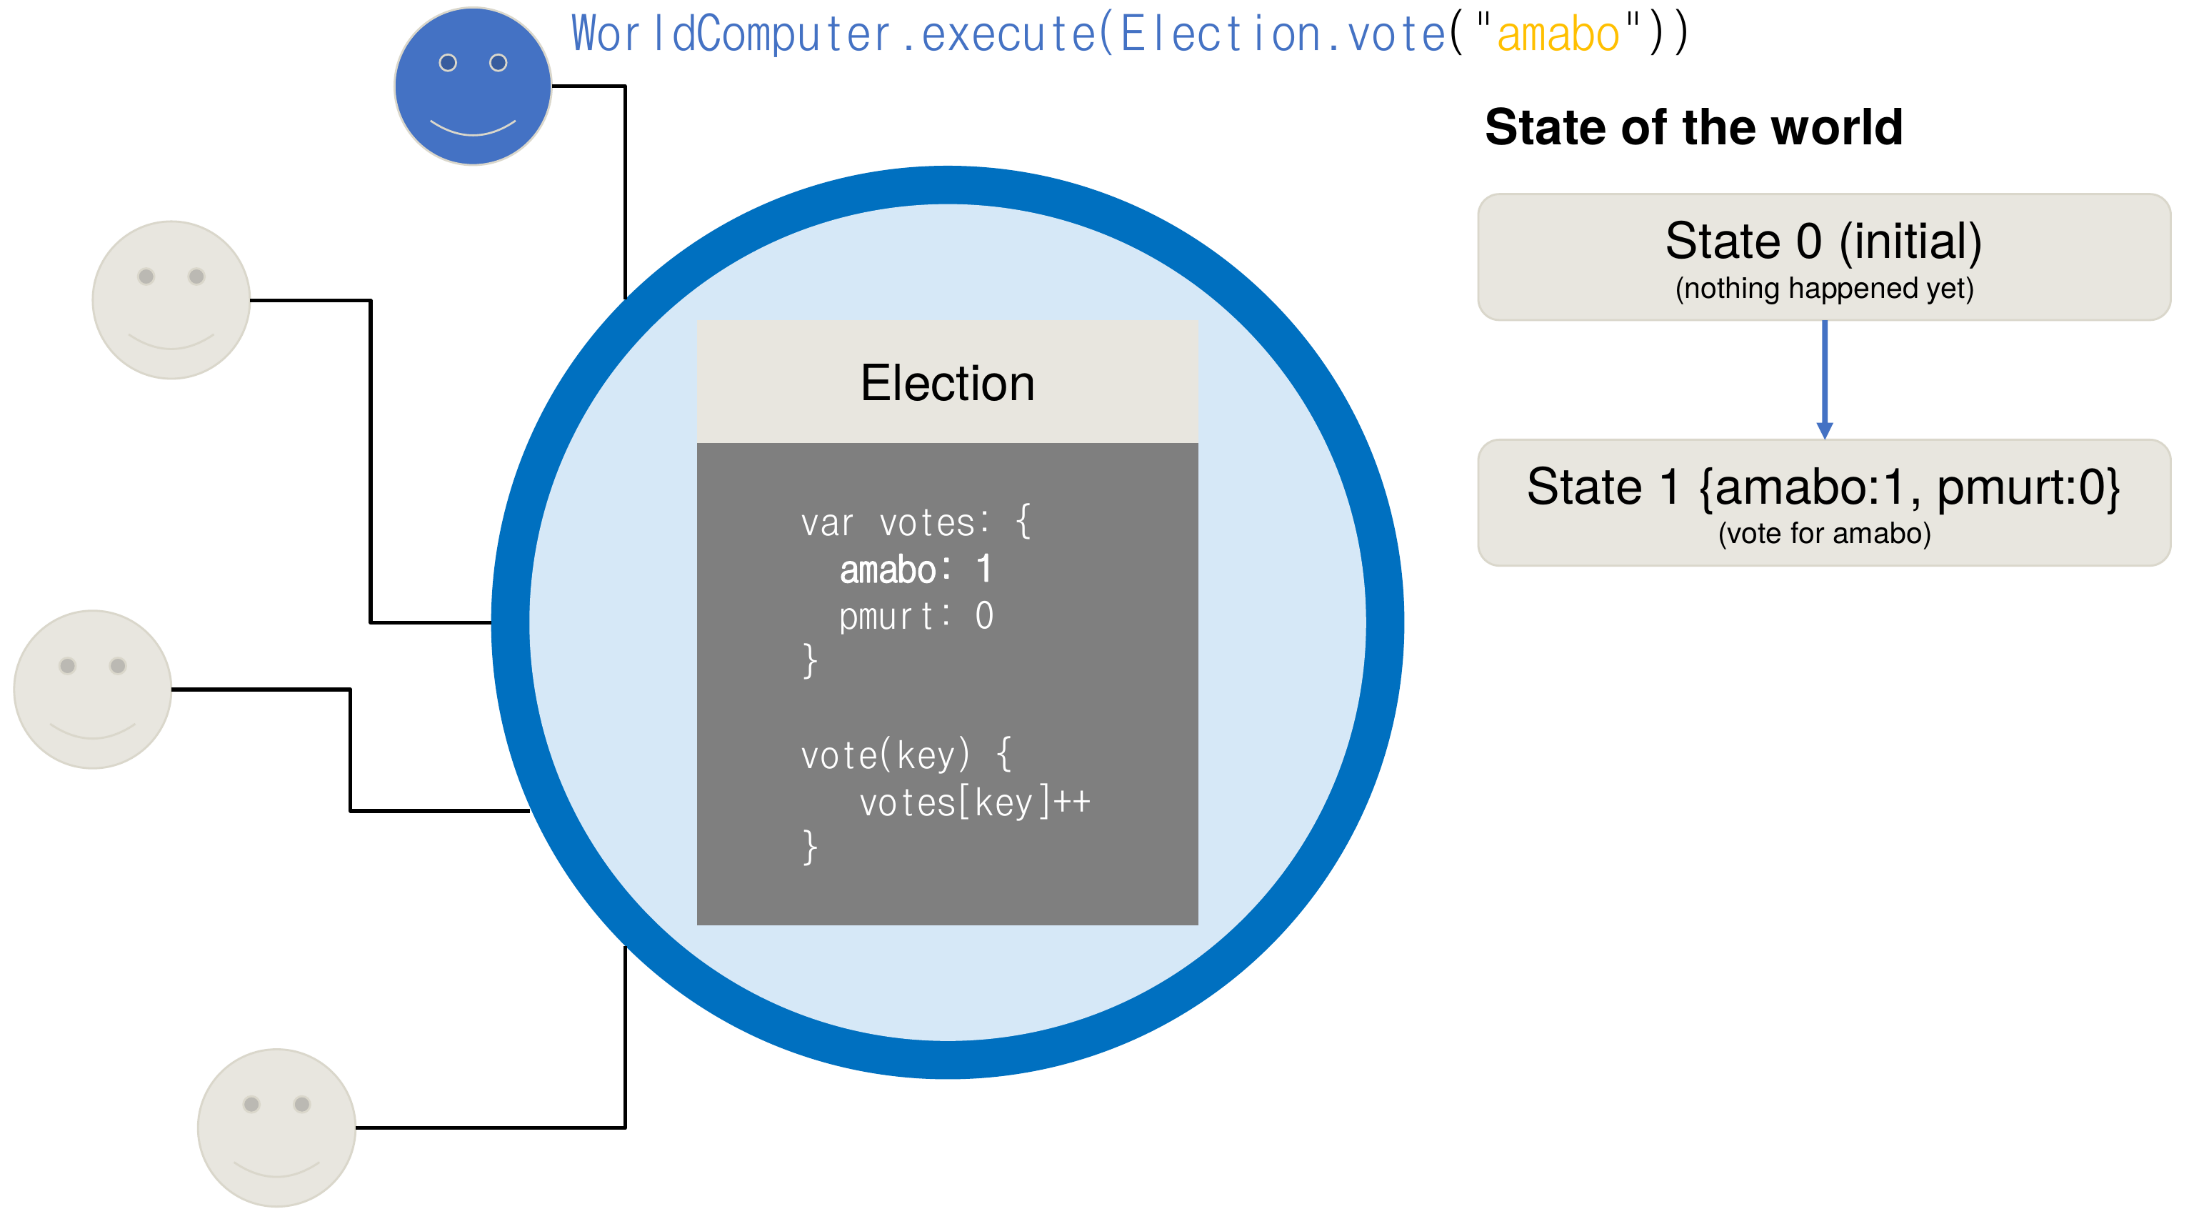 WorldComputer.execute(Election.vote("amabo"))
State of the world
State 0 (initial)
(nothing happened yet)
State 1 {amabo:1, pmurt:0}
(vote for amabo)
Election
var votes: {
amabo: 1
pmurt: 0
}
vote(key) {
votes[key]++
}